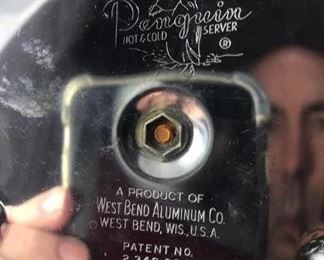 Penguin
HOT & COLD SERVER
®
A PRODUCT OF
WEST BEND ALUMINUM CO.
WEST BEND, WIS., U.S.A.
PATENT NO.